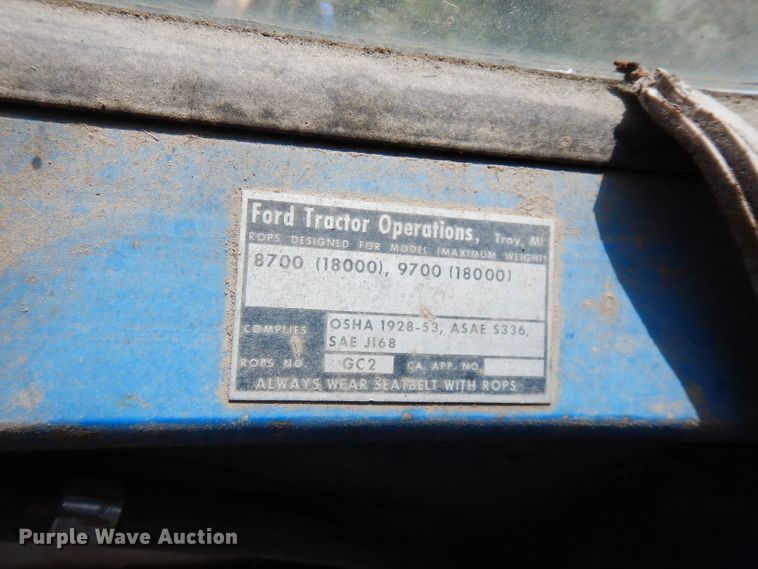 Ford Tractor Operations, Troy, MI
ROPS DESIGNED FOR MODEL (MAXIMUM WEIGHT)
8700 (18000), 9700 (18000)
COMPLIES OSHA 1928-53, ASAE S336,
SAE J168
ROPS NO. GC2 CA. APP. NO.
ALWAYS WEAR SEATBELT WITH ROPS
Purple Wave Auction